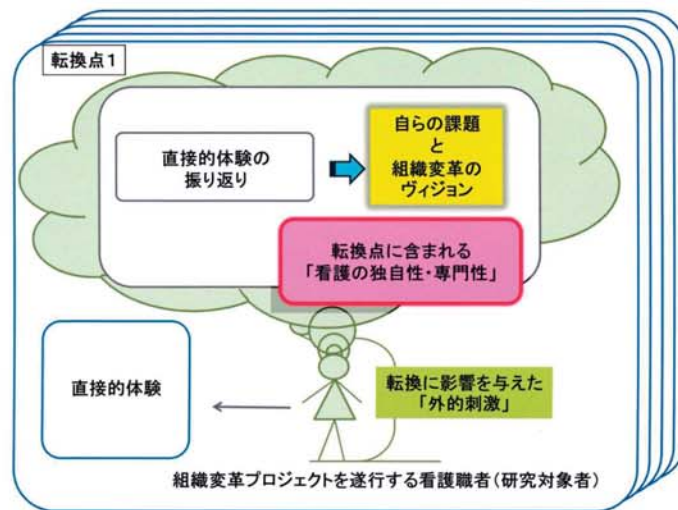 転換点1
直接的体験の
振り返り
自らの課題
と
組織変革の
ヴィジョン
転換点に含まれる
「看護の独自性・専門性」
直接的体験
転換に影響を与えた
「外的刺激」
組織変革プロジェクトを遂行する看護職者(研究対象者)